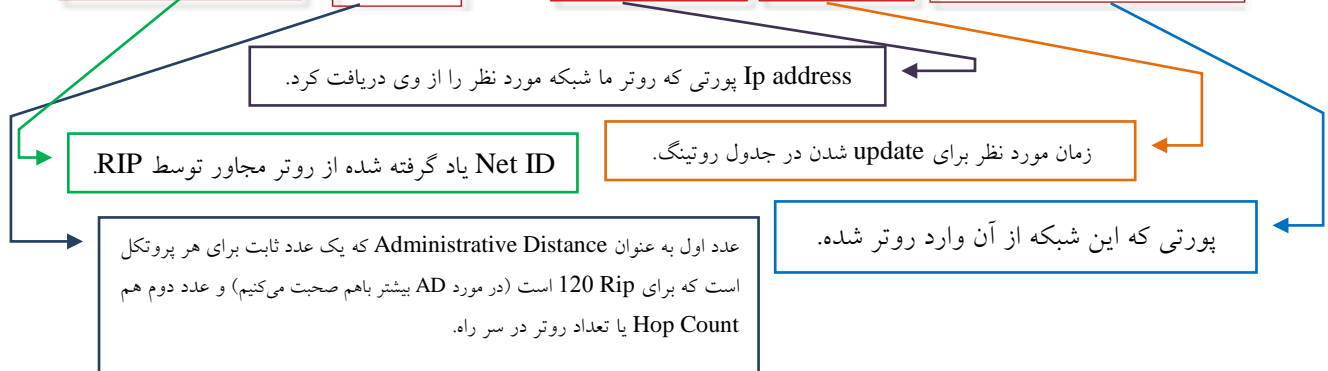 Ip address پورتی که روتر ما شبکه مورد نظر را از وی دریافت کرد.
زمان مورد نظر برای update شدن در جدول روتینگ.
Net ID یاد گرفته شده از روتر مجاور توسط RIP.
پورتی که این شبکه از آن وارد روتر شده.
عدد اول به عنوان Administrative Distance که یک عدد ثابت برای هر پروتکل
است که برای Rip 120 است (در مورد AD بیشتر باهم صحبت می‌کنیم) و عدد دوم هم
Hop Count یا تعداد روتر در سر راه.